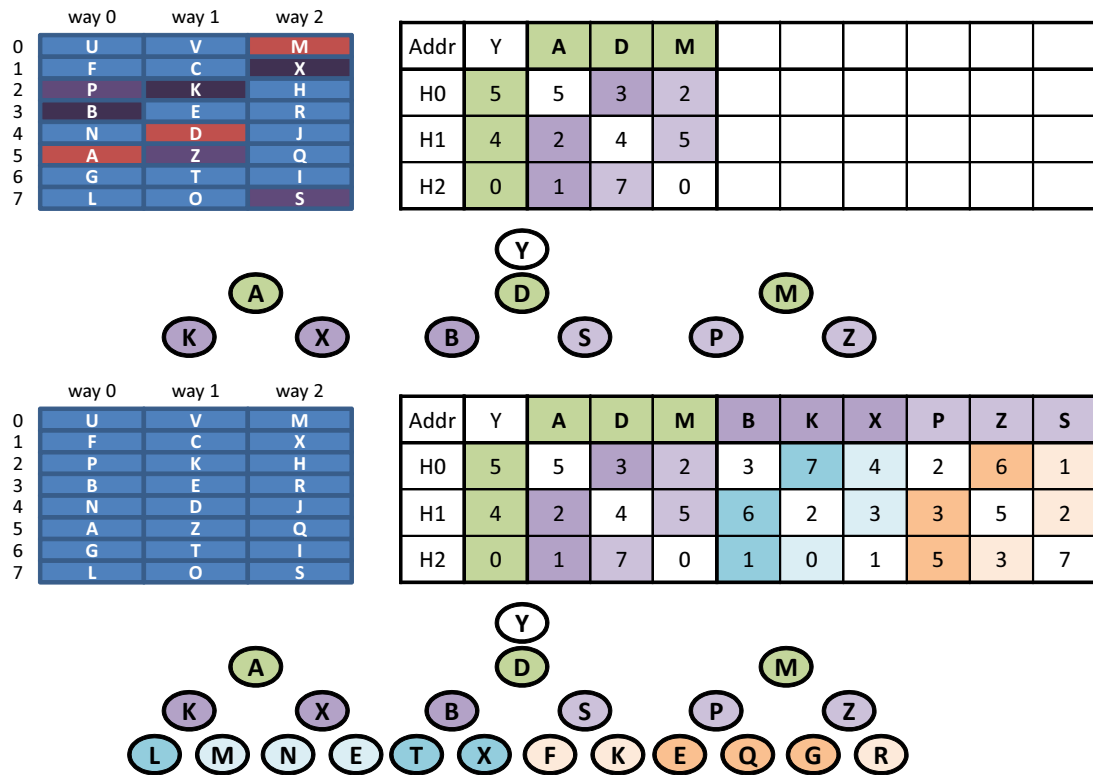 way 0 way 1 way 2
0 U V M
1 F C X
2 P K H
3 B E R
4 N D J
5 A Z Q
6 G T I
7 L O S
Addr Y A D M
H0 5 5 3 2
H1 4 2 4 5
H2 0 1 7 0
Y
A D M
K X B S P Z
way 0 way 1 way 2
0 U V M
1 F C X
2 P K H
3 B E R
4 N D J
5 A Z Q
6 G T I
7 L O S
Addr Y A D M B K X P Z S
H0 5 5 3 2 3 7 4 2 6 1
H1 4 2 4 5 6 2 3 3 5 2
H2 0 1 7 0 1 0 1 5 3 7
Y
A D M
K X B S P Z
L M N E T X F K E Q G R